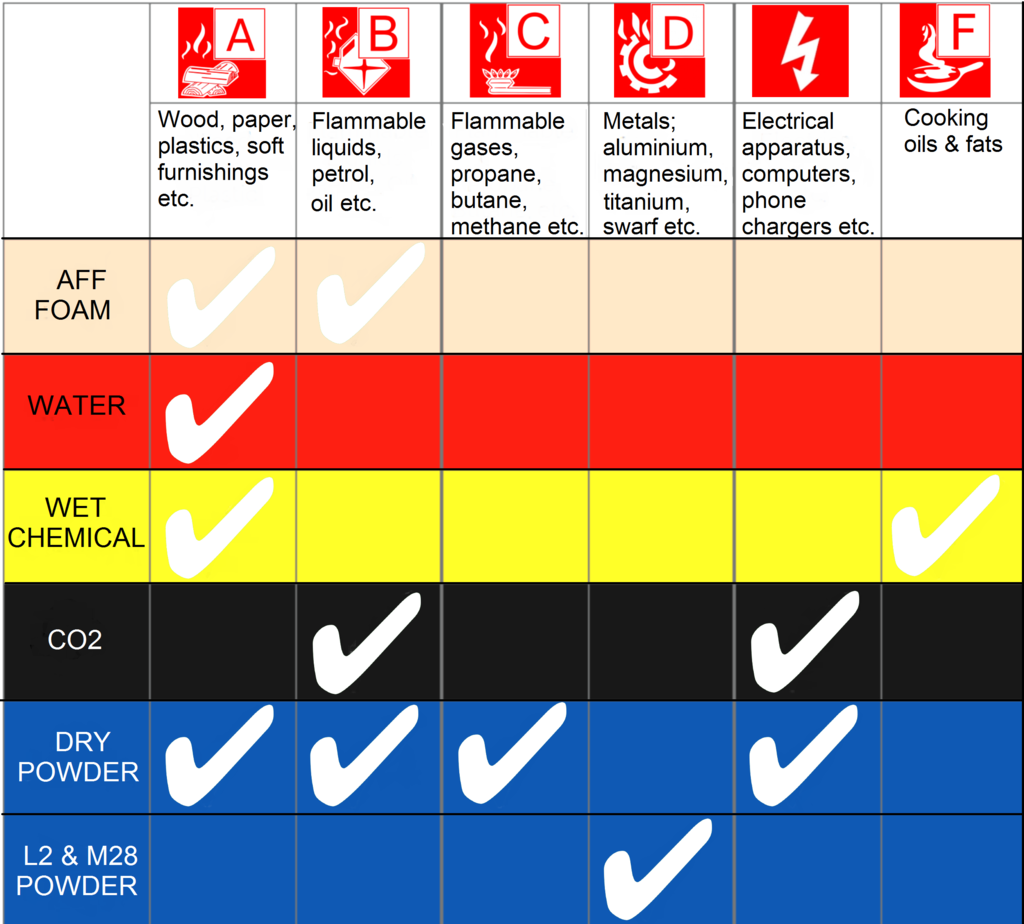 A
B
C
D
F
Wood, paper,
plastics, soft
furnishings
etc.
Flammable
liquids,
petrol,
oil etc.
Flammable
gases,
propane,
butane,
methane etc.
Metals;
aluminium,
magnesium,
titanium,
swarf etc.
Electrical
apparatus,
computers,
phone
chargers etc.
Cooking
oils & fats
AFF
FOAM
WATER
WET
CHEMICAL
CO2
DRY
POWDER
L2 & M28
POWDER